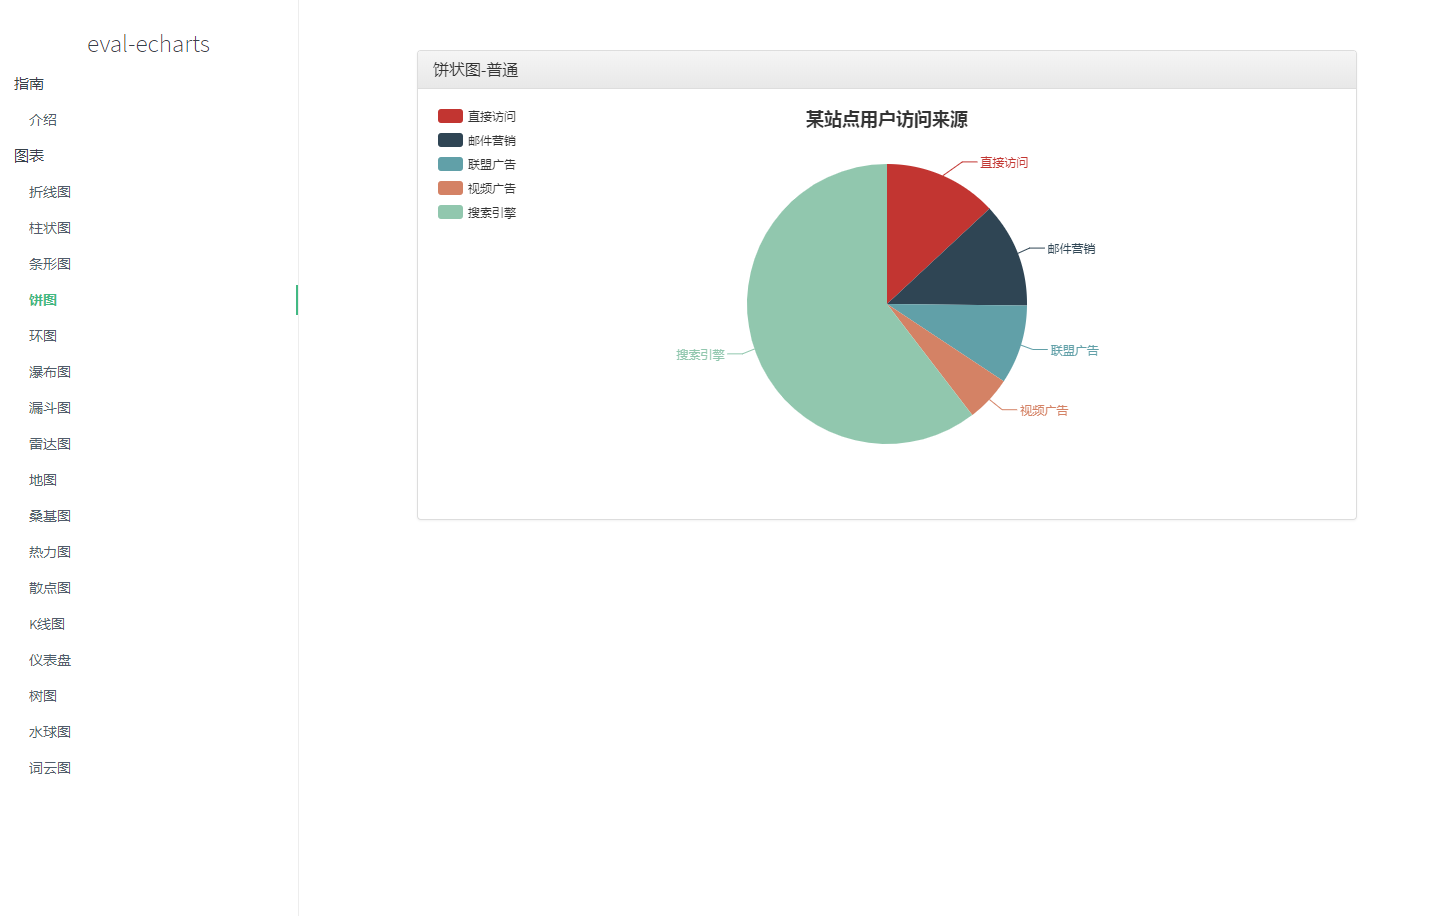 eval-echarts
指南
介绍
图表
折线图
柱状图
条形图
饼图
环图
瀑布图
漏斗图
雷达图
地图
桑基图
热力图
散点图
K线图
仪表盘
树图
水球图
词云图
饼状图-普通
直接访问
邮件营销
联盟广告
视频广告
搜索引擎
某站点用户访问来源
直接访问
邮件营销
联盟广告
搜索引擎
视频广告